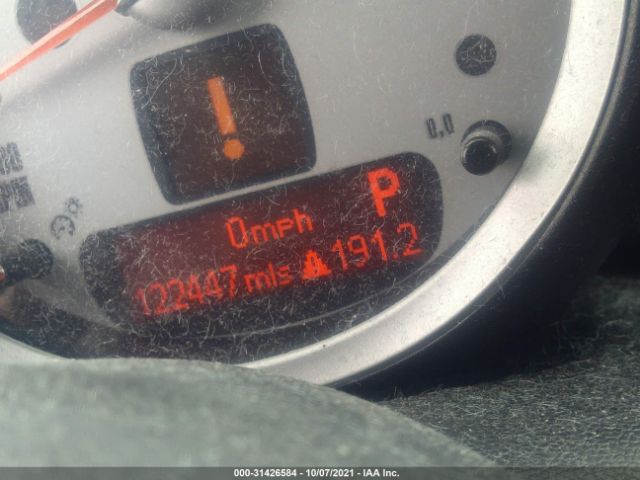 !
0.0
P
0mph
122447 mls 191.2
000-31426584 - 10/07/2021 - IAA Inc.